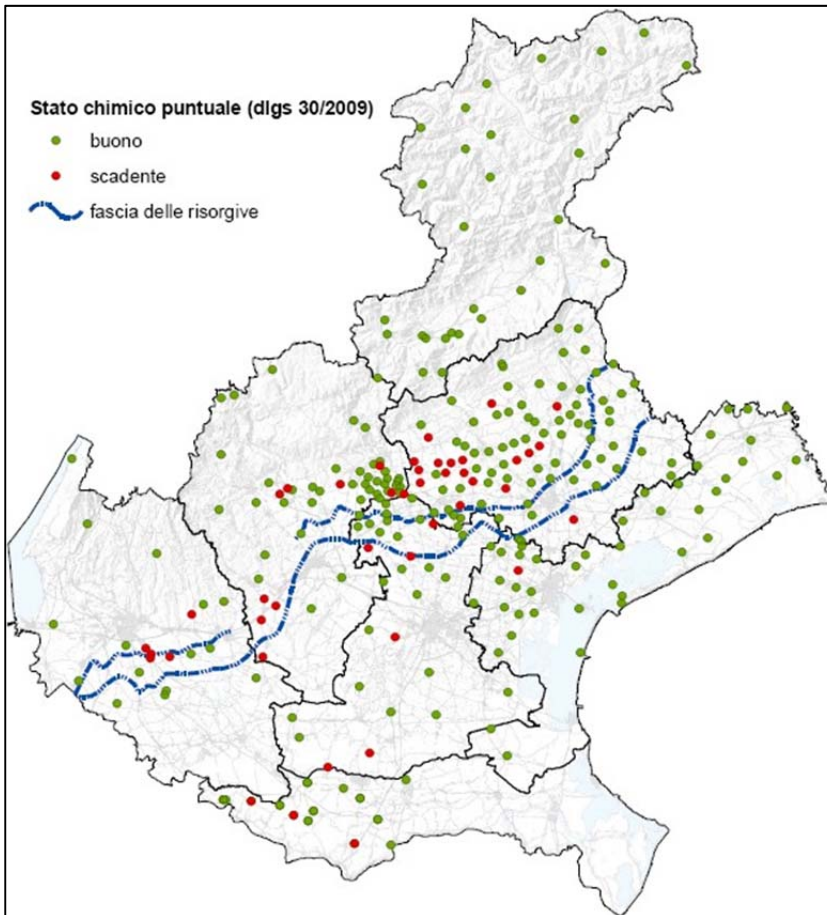 Stato chimico puntuale (dlgs 30/2009)
buono
scadente
fascia delle risorgive